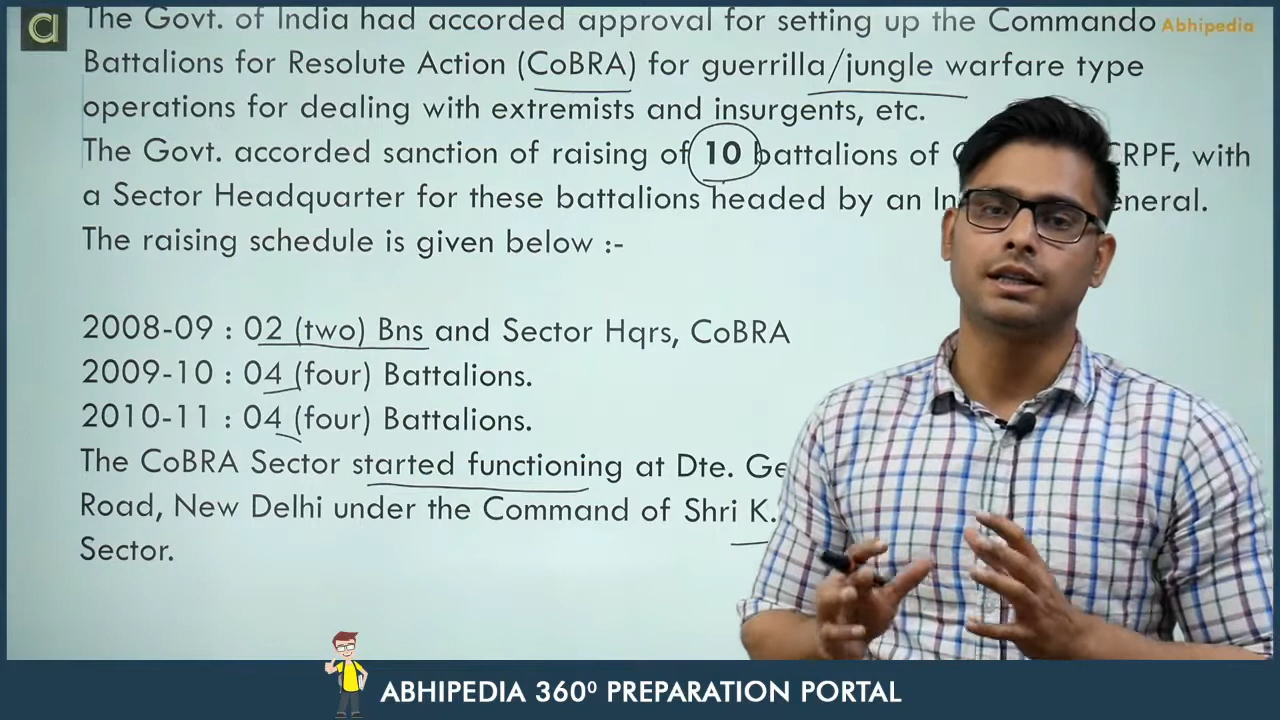 The Govt. of India had accorded approval for setting up the Commando
Abhipedia
Battalions for Resolute Action (CoBRA) for guerrilla/jungle warfare type
operations for dealing with extremists and insurgents, etc.
The Govt. accorded sanction of raising of 10 battalions of CRPF, with
a Sector Headquarter for these battalions headed by an
The raising schedule is given below :-
2008-09 : 02 (two) Bns and Sector Hqrs, CoBRA
2009-10 : 04 (four) Battalions.
2010-11 : 04 (four) Battalions.
The CoBRA Sector started functioning at Dte.
Road, New Delhi under the Command of Shri K.
Sector.
ABHIPEDIA 360⁰ PREPARATION PORTAL